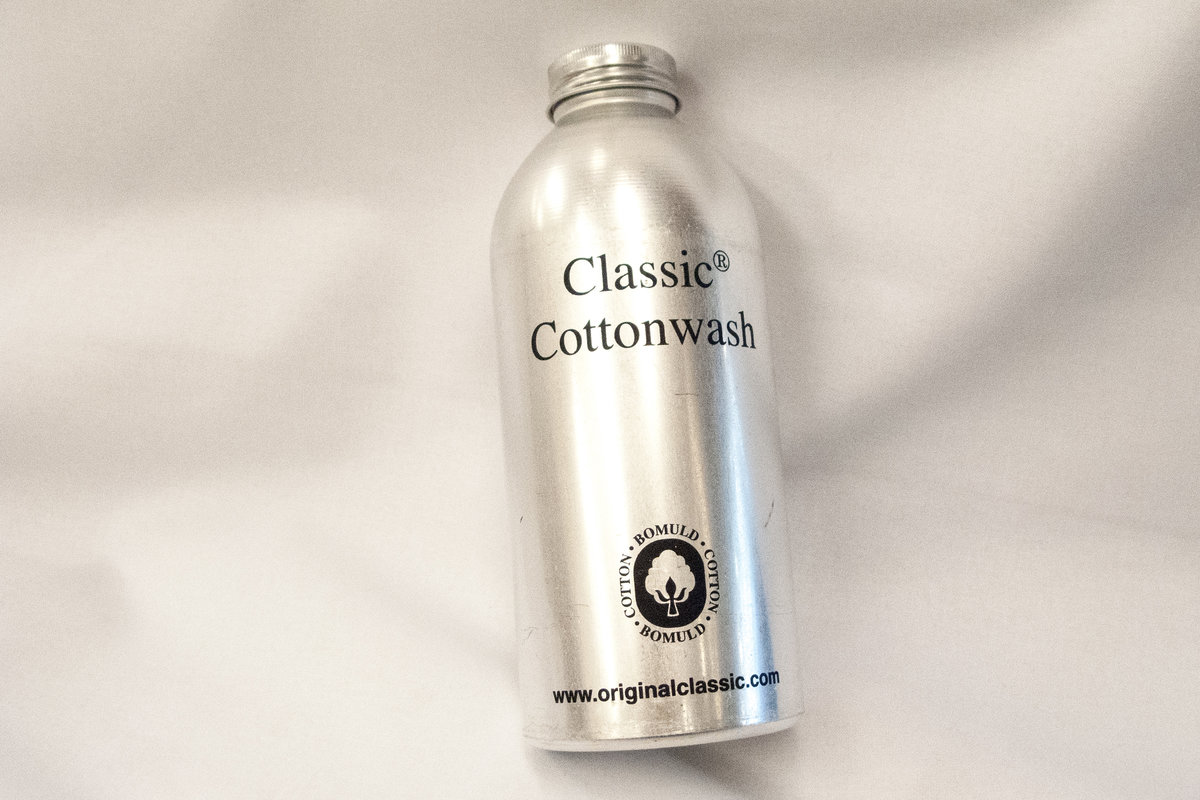 Classic®
Cottonwash
BOMULD • COTTON • BOMULD • COTTON •
www.originalclassic.com